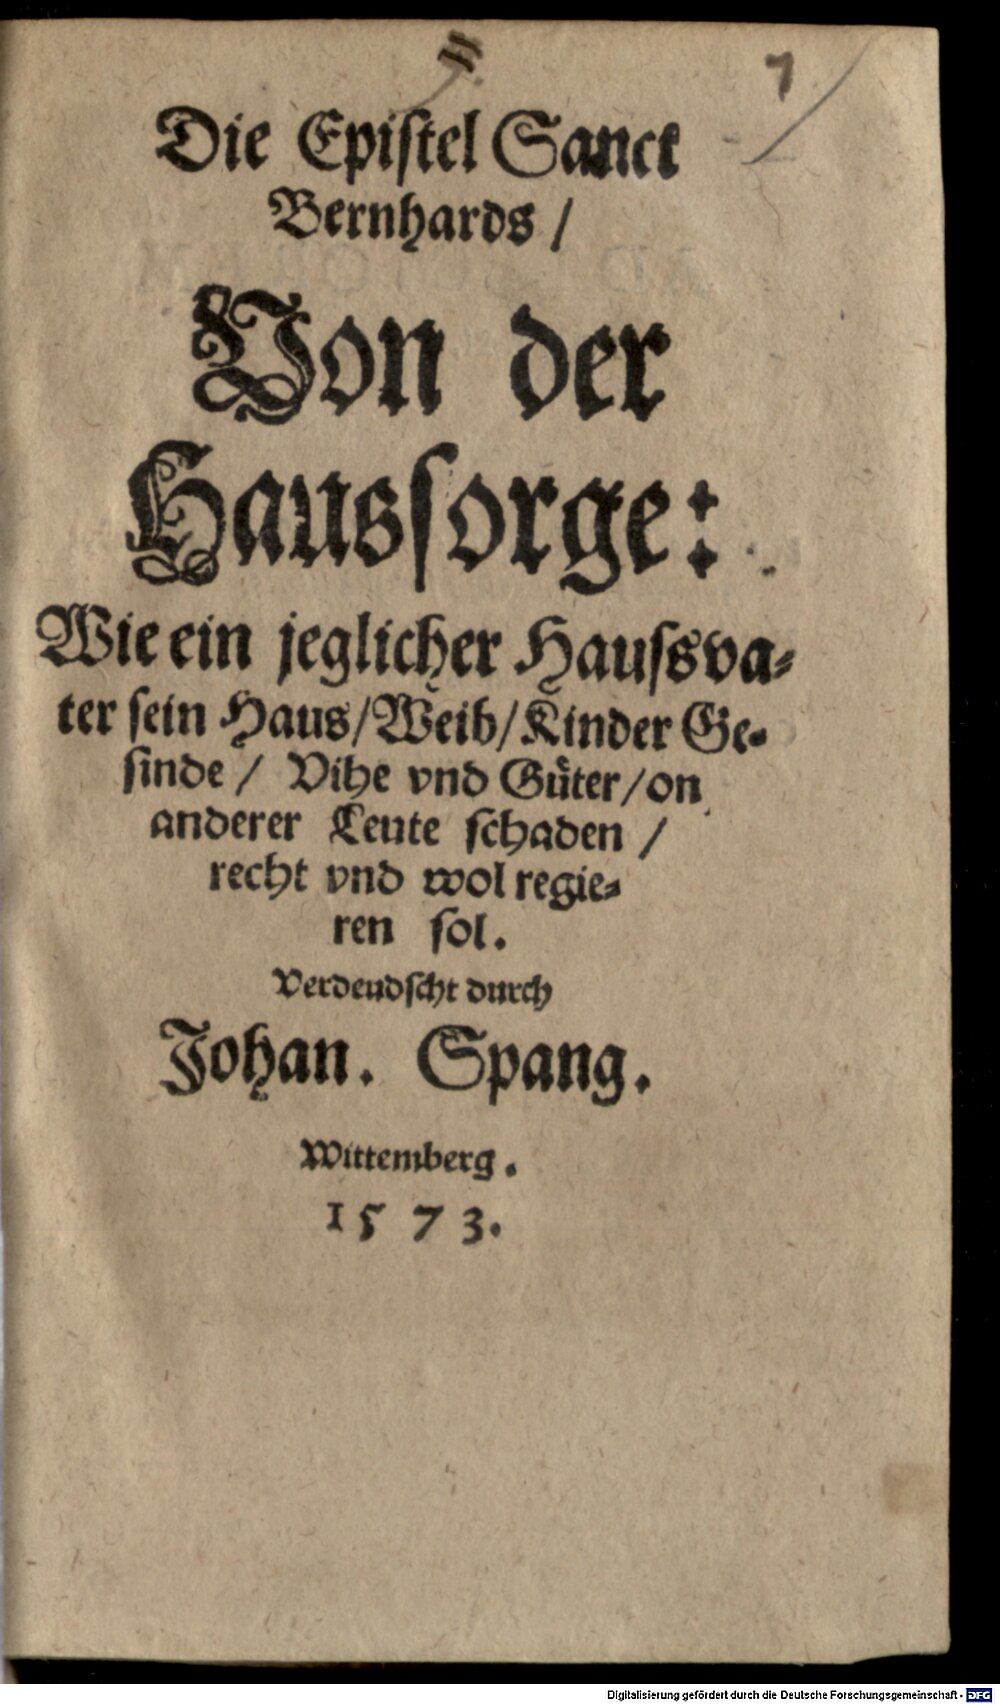 7
Die Epiſtel Sanct
Bernhards /
Von der
Hausſorge:
Wie ein jeglicher Hauſsva⸗
ter ſein Haus / Weib / Kinder Ge⸗
ſinde / Vihe vnd Guͤter / on
anderer Leute ſchaden /
recht vnd wol regie⸗
ren ſol.
Verdeudſcht durch
Johan. Spang.
Wittemberg.
1573.
Digitalisierung gefördert durch die Deutsche Forschungsgemeinschaft - DFG